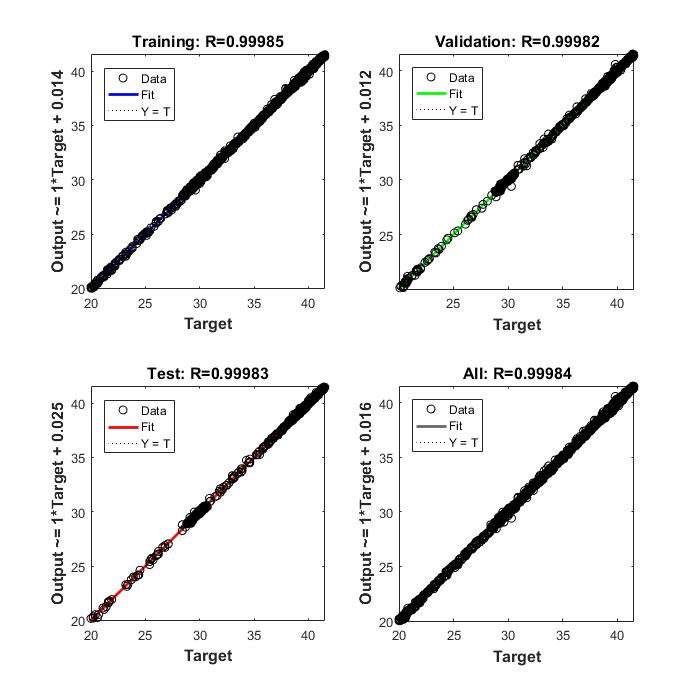 Training: R=0.99985
Output ~= 1*Target + 0.014
Data
Fit
Y = T
40
35
30
25
20
20 25 30 35 40
Target
Validation: R=0.99982
Output ~= 1*Target + 0.012
Data
Fit
Y = T
40
35
30
25
25 30 35 40
Target
Test: R=0.99983
Output ~= 1*Target + 0.025
Data
Fit
Y = T
40
35
30
25
20
20 25 30 35 40
Target
All: R=0.99984
Output ~= 1*Target + 0.016
Data
Fit
Y = T
40
35
30
25
20
20 25 30 35 40
Target